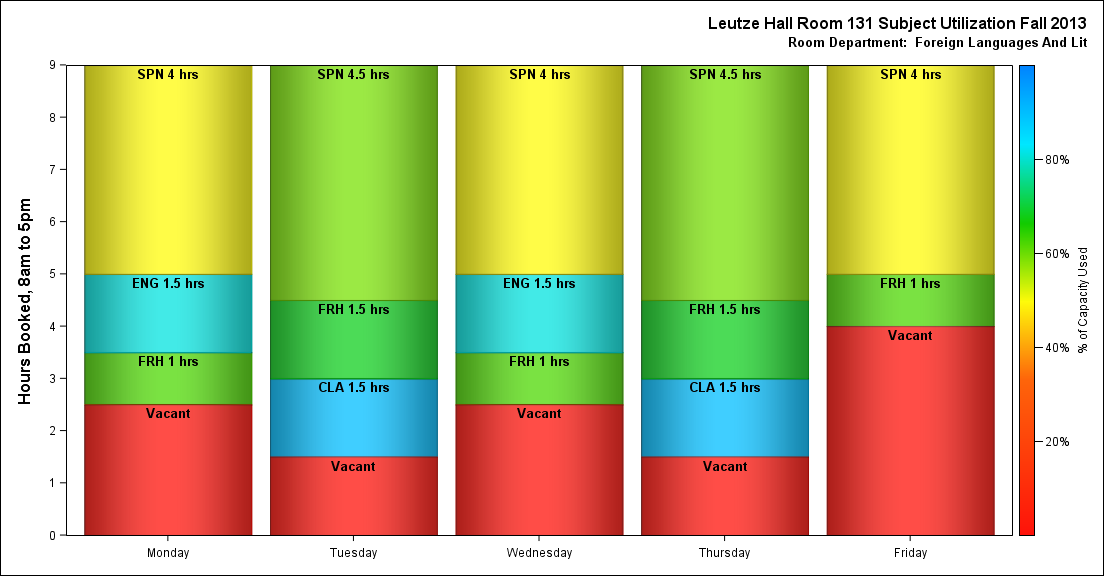 Leutze Hall Room 131 Subject Utilization Fall 2013
Room Department:  Foreign Languages And Lit
Hours Booked, 8am to 5pm
9
8
7
6
5
4
3
2
1
0
SPN 4 hrs
ENG 1.5 hrs
FRH 1 hrs
Vacant
SPN 4.5 hrs
FRH 1.5 hrs
CLA 1.5 hrs
Vacant
SPN 4 hrs
ENG 1.5 hrs
FRH 1 hrs
Vacant
SPN 4.5 hrs
FRH 1.5 hrs
CLA 1.5 hrs
Vacant
SPN 4 hrs
FRH 1 hrs
Vacant
Monday
Tuesday
Wednesday
Thursday
Friday
80%
60%
40%
20%
% of Capacity Used